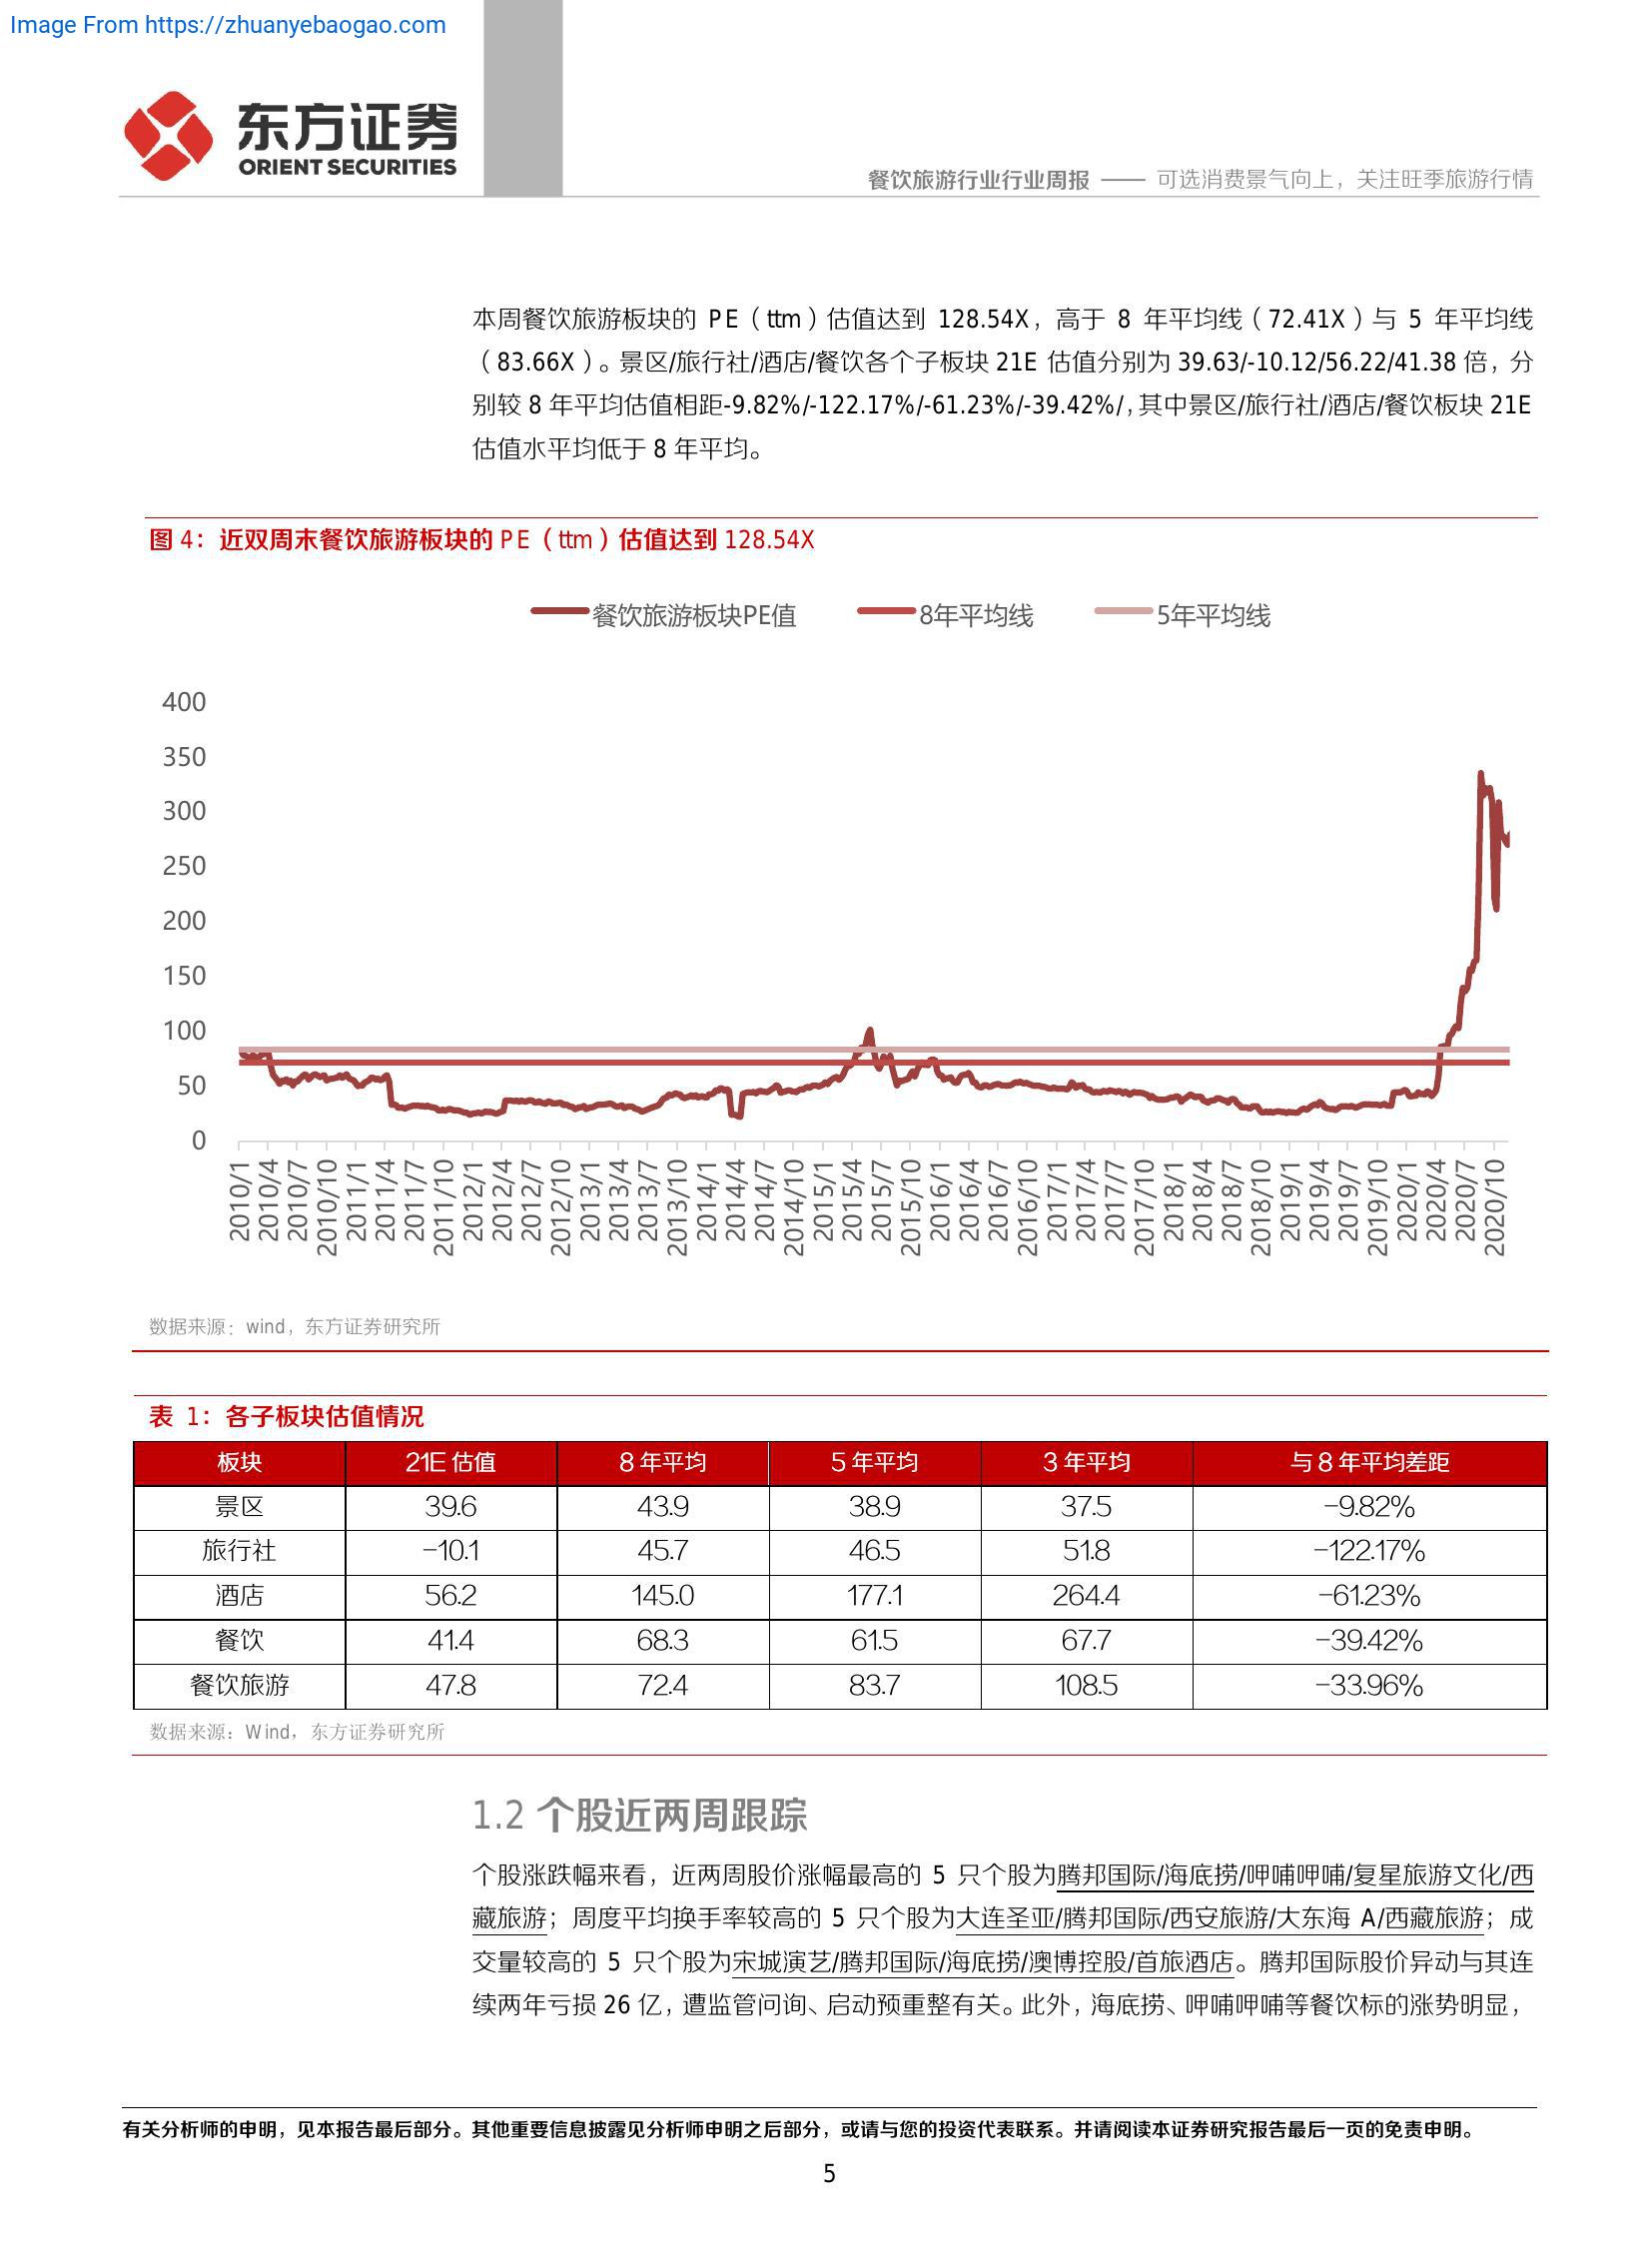 Image From https://zhuanyebaogao.com
东方证券
ORIENT SECURITIES
餐饮旅游行业行业周报 —— 可选消费景气向上，关注旺季旅游行情
本周餐饮旅游板块的 PE（ttm）估值达到 128.54X，高于 8 年平均线（72.41X）与 5 年平均线
（83.66X）。景区/旅行社/酒店/餐饮各个子板块 21E 估值分别为 39.63/-10.12/56.22/41.38 倍，分
别较 8 年平均估值相距-9.82%/-122.17%/-61.23%/-39.42%/，其中景区/旅行社/酒店/餐饮板块 21E
估值水平均低于 8 年平均。
图 4：近双周末餐饮旅游板块的 PE（ttm）估值达到 128.54X
餐饮旅游板块PE值 8年平均线 5年平均线
400
350
300
250
200
150
100
50
0
2010/1 2010/4 2010/7 2010/10 2011/1 2011/4 2011/7 2011/10 2012/1 2012/4 2012/7 2012/10 2013/1 2013/4 2013/7 2013/10 2014/1 2014/4 2014/7 2014/10 2015/1 2015/4 2015/7 2015/10 2016/1 2016/4 2016/7 2016/10 2017/1 2017/4 2017/7 2017/10 2018/1 2018/4 2018/7 2018/10 2019/1 2019/4 2019/7 2019/10 2020/1 2020/4 2020/7 2020/10
数据来源：wind，东方证券研究所
表 1：各子板块估值情况
板块 21E 估值 8 年平均 5 年平均 3 年平均 与 8 年平均差距
景区 39.6 43.9 38.9 37.5 -9.82%
旅行社 -10.1 45.7 46.5 51.8 -122.17%
酒店 56.2 145.0 177.1 264.4 -61.23%
餐饮 41.4 68.3 61.5 67.7 -39.42%
餐饮旅游 47.8 72.4 83.7 108.5 -33.96%
数据来源：Wind，东方证券研究所
1.2 个股近两周跟踪
个股涨跌幅来看，近两周股价涨幅最高的 5 只个股为腾邦国际/海底捞/呷哺呷哺/复星旅游文化/西
藏旅游；周度平均换手率较高的 5 只个股为大连圣亚/腾邦国际/西安旅游/大东海 A/西藏旅游；成
交量较高的 5 只个股为宋城演艺/腾邦国际/海底捞/澳博控股/首旅酒店。腾邦国际股价异动与其连
续两年亏损 26 亿，遭监管问询、启动预重整有关。此外，海底捞、呷哺呷哺等餐饮标的涨势明显，
有关分析师的申明，见本报告最后部分。其他重要信息披露见分析师申明之后部分，或请与您的投资代表联系。并请阅读本证券研究报告最后一页的免责申明。
5